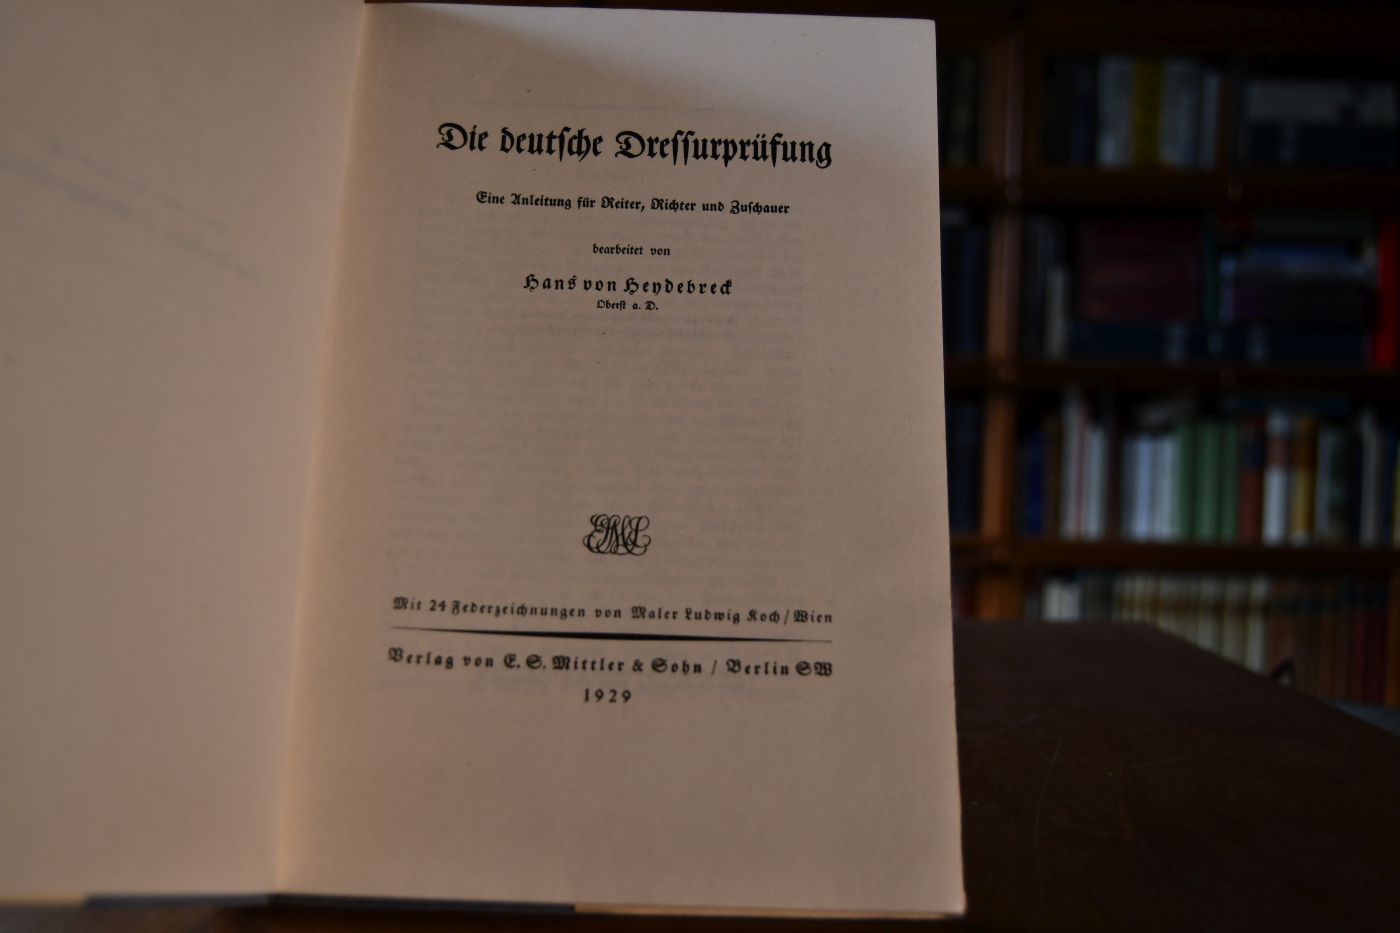 Die deutsche Dressurprüfung
Eine Anleitung für Reiter, Richter und Zuschauer
bearbeitet von
Hans von Heydebreck
Oberst a. D.
Mit 24 Federzeichnungen von Maler Ludwig Koch / Wien
Verlag von E. S. Mittler & Sohn / Berlin SW
1929